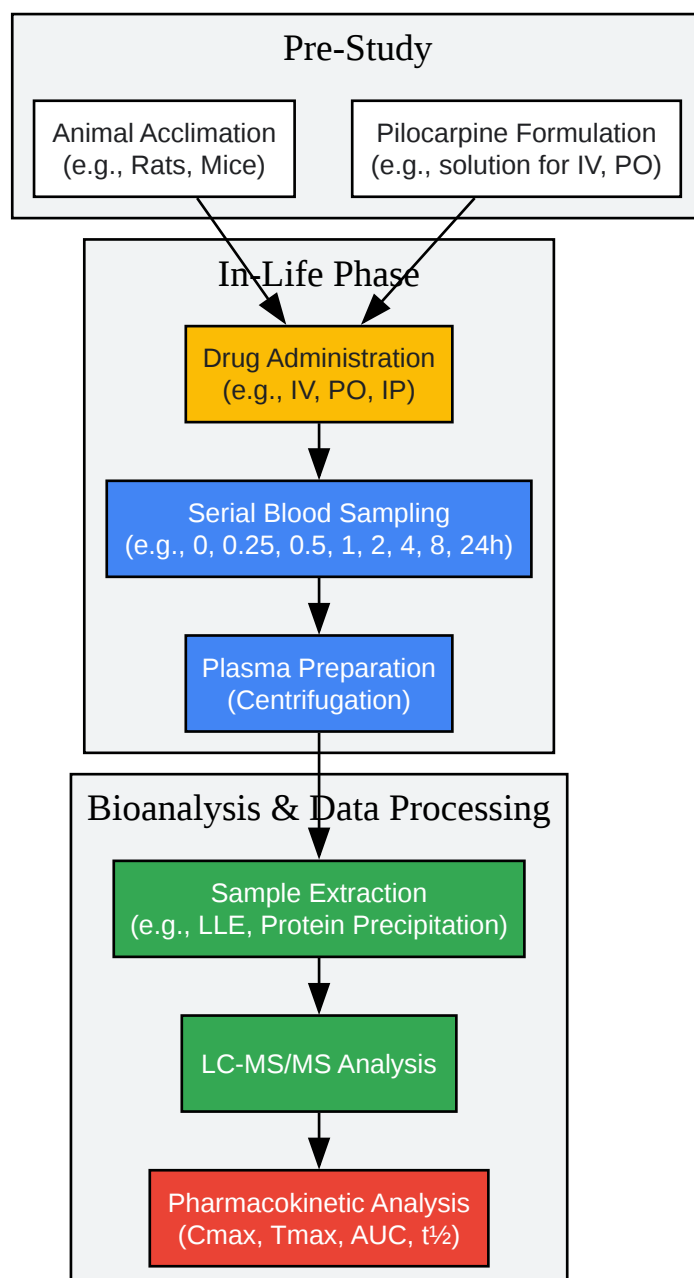 Pre-Study
Animal Acclimation
(e.g., Rats, Mice)
Pilocarpine Formulation
(e.g., solution for IV, PO)
In-Life Phase
Drug Administration
(e.g., IV, PO, IP)
Serial Blood Sampling
(e.g., 0, 0.25, 0.5, 1, 2, 4, 8, 24h)
Plasma Preparation
(Centrifugation)
Bioanalysis & Data Processing
Sample Extraction
(e.g., LLE, Protein Precipitation)
LC-MS/MS Analysis
Pharmacokinetic Analysis
(Cmax, Tmax, AUC, t½)